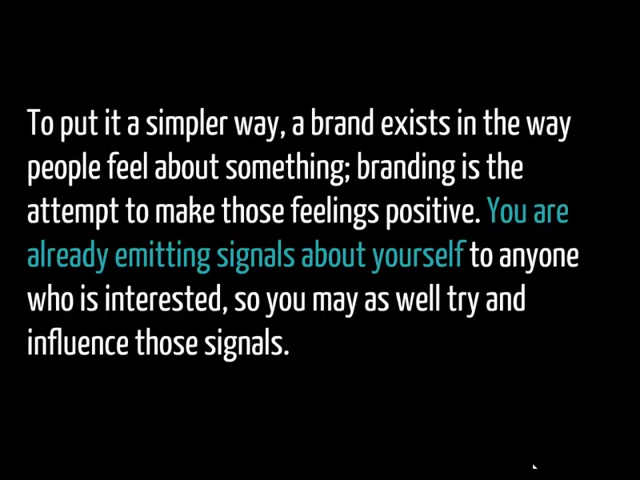 To put it a simpler way, a brand exists in the way
people feel about something; branding is the
attempt to make those feelings positive. You are
already emitting signals about yourself to anyone
who is interested, so you may as well try and
influence those signals.